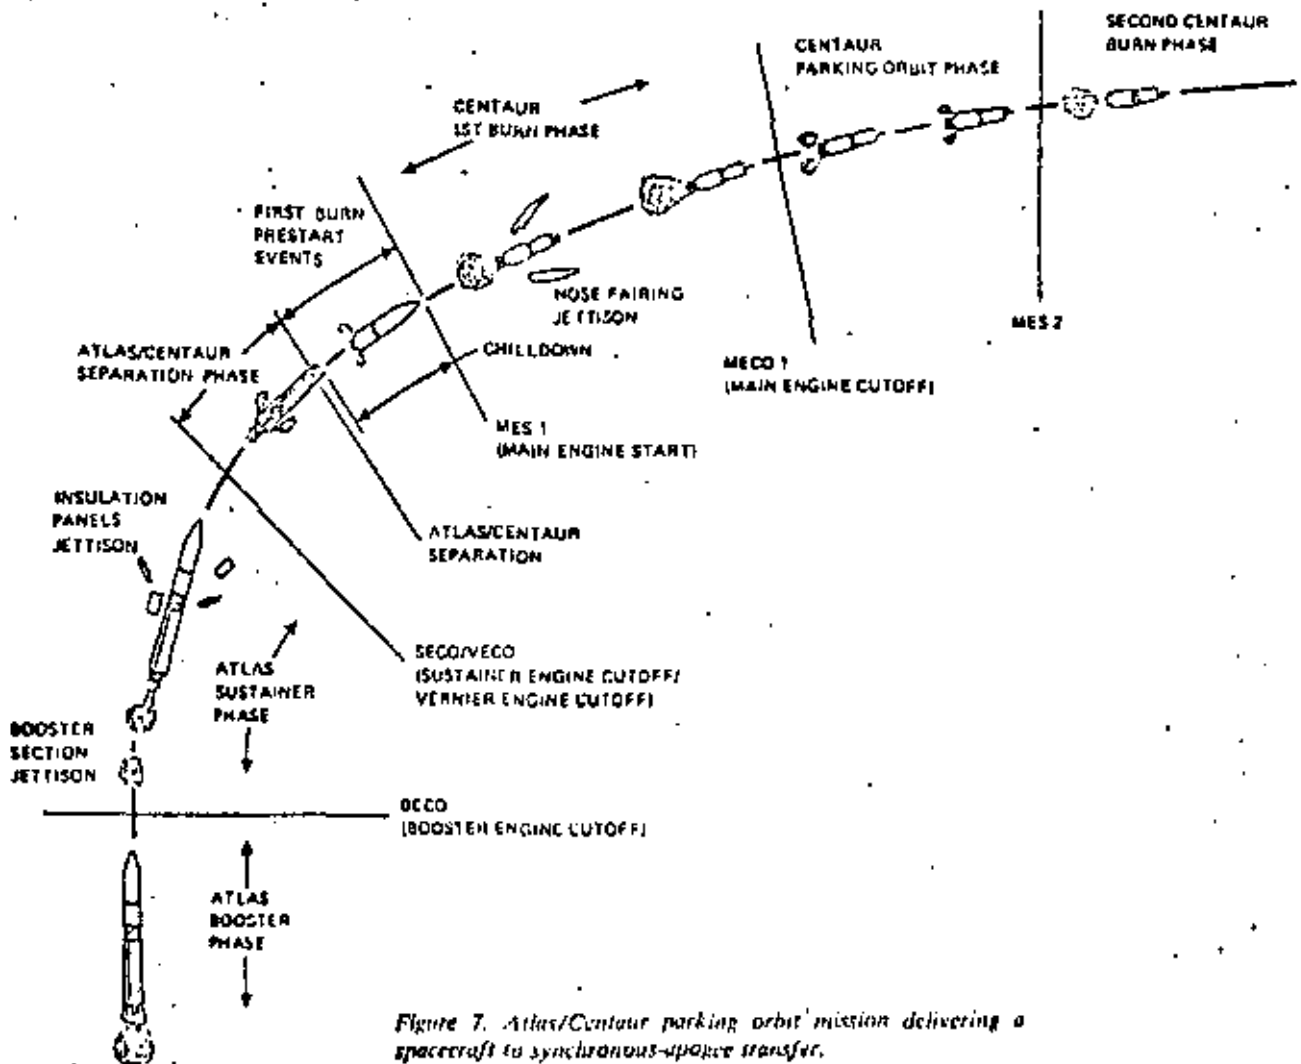 SECOND CENTAUR
BURN PHASE
CENTAUR
PARKING ORBIT PHASE
CENTAUR
1ST BURN PHASE
FIRST BURN
PRESTART
EVENTS
NOSE FAIRING
JETTISON
MES 2
ATLAS/CENTAUR
SEPARATION PHASE
CHILLDOWN
MECO 1
(MAIN ENGINE CUTOFF)
MES 1
(MAIN ENGINE START)
INSULATION
PANELS
JETTISON
ATLAS/CENTAUR
SEPARATION
SECO/VECO
(SUSTAINER ENGINE CUTOFF/
VERNIER ENGINE CUTOFF)
ATLAS
SUSTAINER
PHASE
BOOSTER
SECTION
JETTISON
BECO
(BOOSTER ENGINE CUTOFF)
ATLAS
BOOSTER
PHASE
Figure 7. Atlas/Centaur parking orbit mission delivering a
spacecraft to synchronous-apogee transfer.